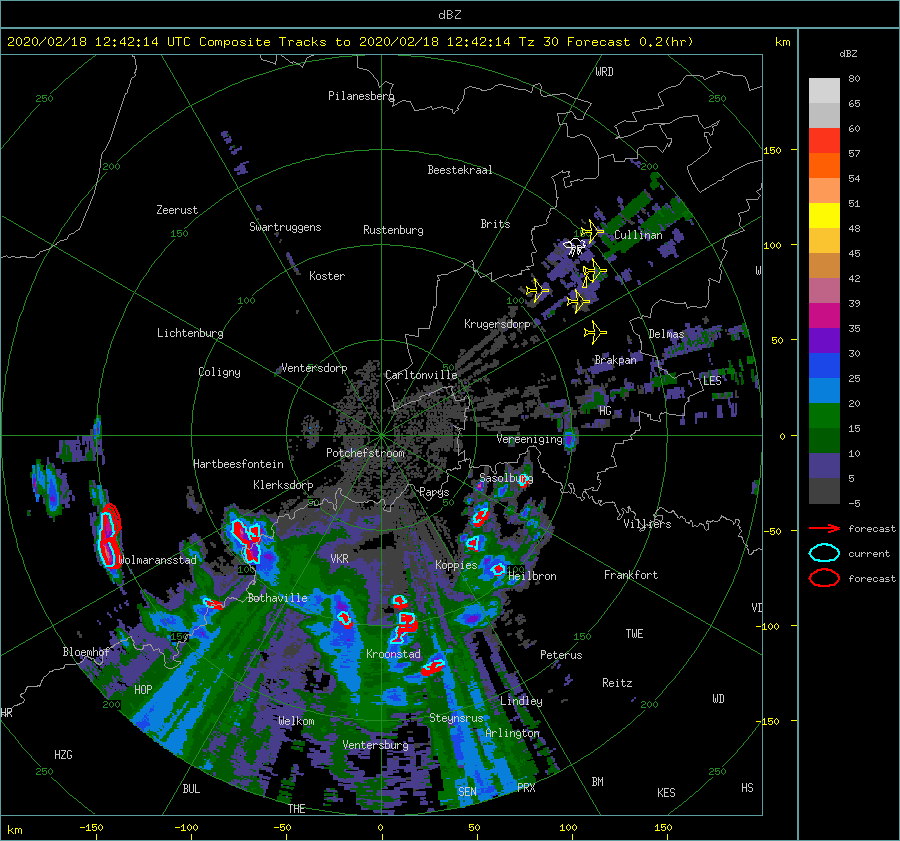 dBZ
2020/02/18 12:42:14 UTC Composite Tracks to 2020/02/18 12:42:14 Tz 30 Forecast 0.2(hr)
km
dBZ
WRD
80
250
Pilanesberg
250
65
60
150
57
200
Beestekraal
200
54
Zeerust
51
Swartruggens
150
Rustenburg
Brits
Cullinan
48
100
45
Koster
W
42
100
100
39
Lichtenburg
Krugersdorp
Delmas
35
50
30
Coligny
Ventersdorp
Carltonville
Brakpan
LES
25
HG
20
15
Vereeniging
0
Potchefstroom
10
Hartbeesfontein
Klerksdorp
Parys
Sasolburg
5
50
50
-5
Villiers
-50
forecast
Wolmaransstad
VKR
Koppies
current
100
100
Heilbron
Frankfort
forecast
Bothaville
VD
-100
150
150
TWE
Bloemhof
Kroonstad
Peterus
HOP
Reitz
200
Lindley
200
WD
HR
Welkom
Steynsrus
-150
Arlington
Ventersburg
HZG
250
250
BUL
SEN
PRX
BM
KES
HS
THE
km
-150
-100
-50
0
50
100
150